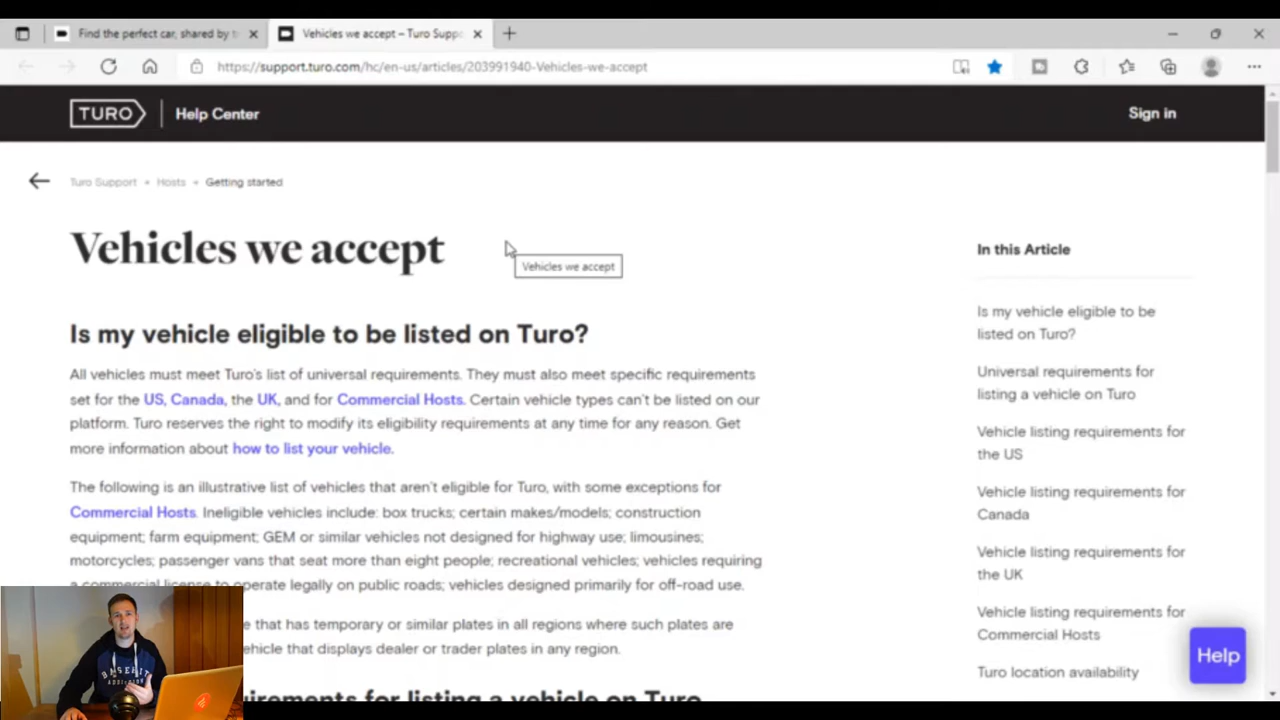 Find the perfect car, shared by t
Vehicles we accept – Turo Suppo
https://support.turo.com/hc/en-us/articles/203991940-Vehicles-we-accept
TURO Help Center
Sign in
Turo Support • Hosts • Getting started
Vehicles we accept
Vehicles we accept
Is my vehicle eligible to be listed on Turo?
All vehicles must meet Turo's list of universal requirements. They must also meet specific requirements
set for the US, Canada, the UK, and for Commercial Hosts. Certain vehicle types can't be listed on our
platform. Turo reserves the right to modify its eligibility requirements at any time for any reason. Get
more information about how to list your vehicle.
The following is an illustrative list of vehicles that aren't eligible for Turo, with some exceptions for
Commercial Hosts. Ineligible vehicles include: box trucks; certain makes/models; construction
equipment; farm equipment; GEM or similar vehicles not designed for highway use; limousines;
motorcycles; passenger vans that seat more than eight people; recreational vehicles; vehicles requiring
a commercial license to operate legally on public roads; vehicles designed primarily for off-road use.
that has temporary or similar plates in all regions where such plates are
that displays dealer or trader plates in any region.
for listing a vehicle on Turo
In this Article
Is my vehicle eligible to be
listed on Turo?
Universal requirements for
listing a vehicle on Turo
Vehicle listing requirements for
the US
Vehicle listing requirements for
Canada
Vehicle listing requirements for
the UK
Vehicle listing requirements for
Commercial Hosts
Turo location availability
Help